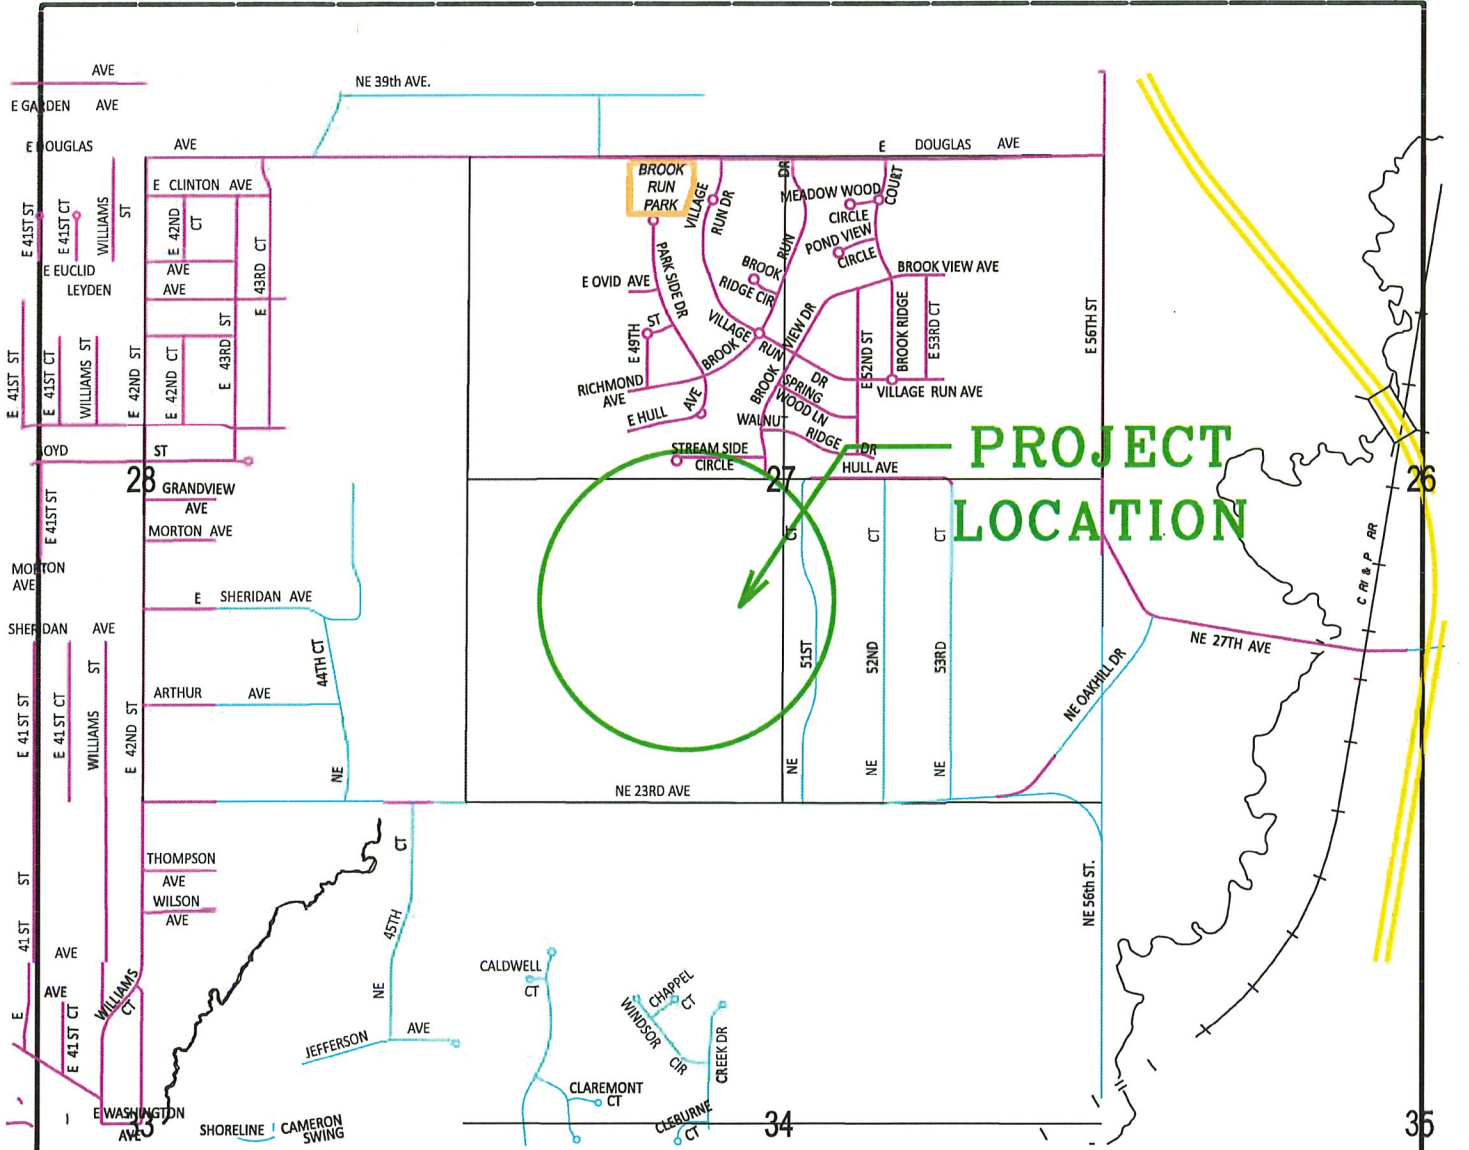 AVE
NE 39th AVE.
E GARDEN AVE
E DOUGLAS AVE
E DOUGLAS AVE
E CLINTON AVE
BROOK
RUN
PARK
VILLAGE
RUN DR
DR
RUN
MEADOW WOOD
CIRCLE
COURT
POND VIEW
CIRCLE
E 41ST ST
E 41ST CT
WILLIAMS
ST
E 42ND
CT
E 43RD CT
E EUCLID AVE
LEYDEN AVE
E OVID AVE
PARK SIDE DR
BROOK
RIDGE CIR
BROOK VIEW AVE
E 41ST ST
E 41ST CT
WILLIAMS ST
E 42ND ST
E 42ND CT
E 43RD ST
E 49TH ST
VILLAGE
RUN
DR
BROOK
BROOK VIEW DR
E 52ND ST
BROOK RIDGE
E 53RD CT
E 56TH ST
RICHMOND
AVE
E HULL AVE
SPRING
WOOD LN
VILLAGE RUN AVE
WALNUT
RIDGE DR
STREAM SIDE
CIRCLE
HULL AVE
PROJECT
LOCATION
OYD ST
28
27
26
GRANDVIEW
AVE
MORTON AVE
E 41ST ST
MORTON
AVE
E SHERIDAN AVE
SHERIDAN AVE
44TH CT
NE
NE 51ST CT
NE 52ND CT
NE 53RD CT
C RI & P RR
NE 27TH AVE
NE OAKHILL DR
ARTHUR AVE
E 41 ST ST
E 41 ST CT
WILLIAMS ST
E 42ND ST
NE 23RD AVE
THOMPSON
AVE
WILSON
AVE
NE 45TH CT
NE 56th ST.
E 41 ST ST
AVE
AVE
E 41 ST CT
WILLIAMS
CT
CALDWELL
CT
CHAPPEL
CT
WINDSOR
CIR
CREEK DR
JEFFERSON AVE
CLAREMONT
CT
CLEBURNE
CT
E WASHINGTON
AVE
SHORELINE
CAMERON
SWING
33
34
35